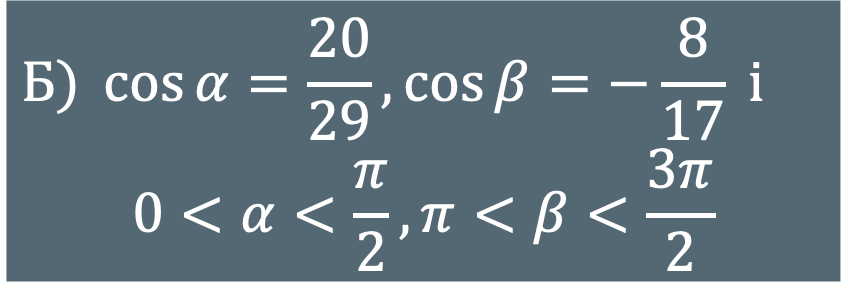 Б) cos α = 20/29, cos β = −8/17 і
0 < α < π/2, π < β < 3π/2